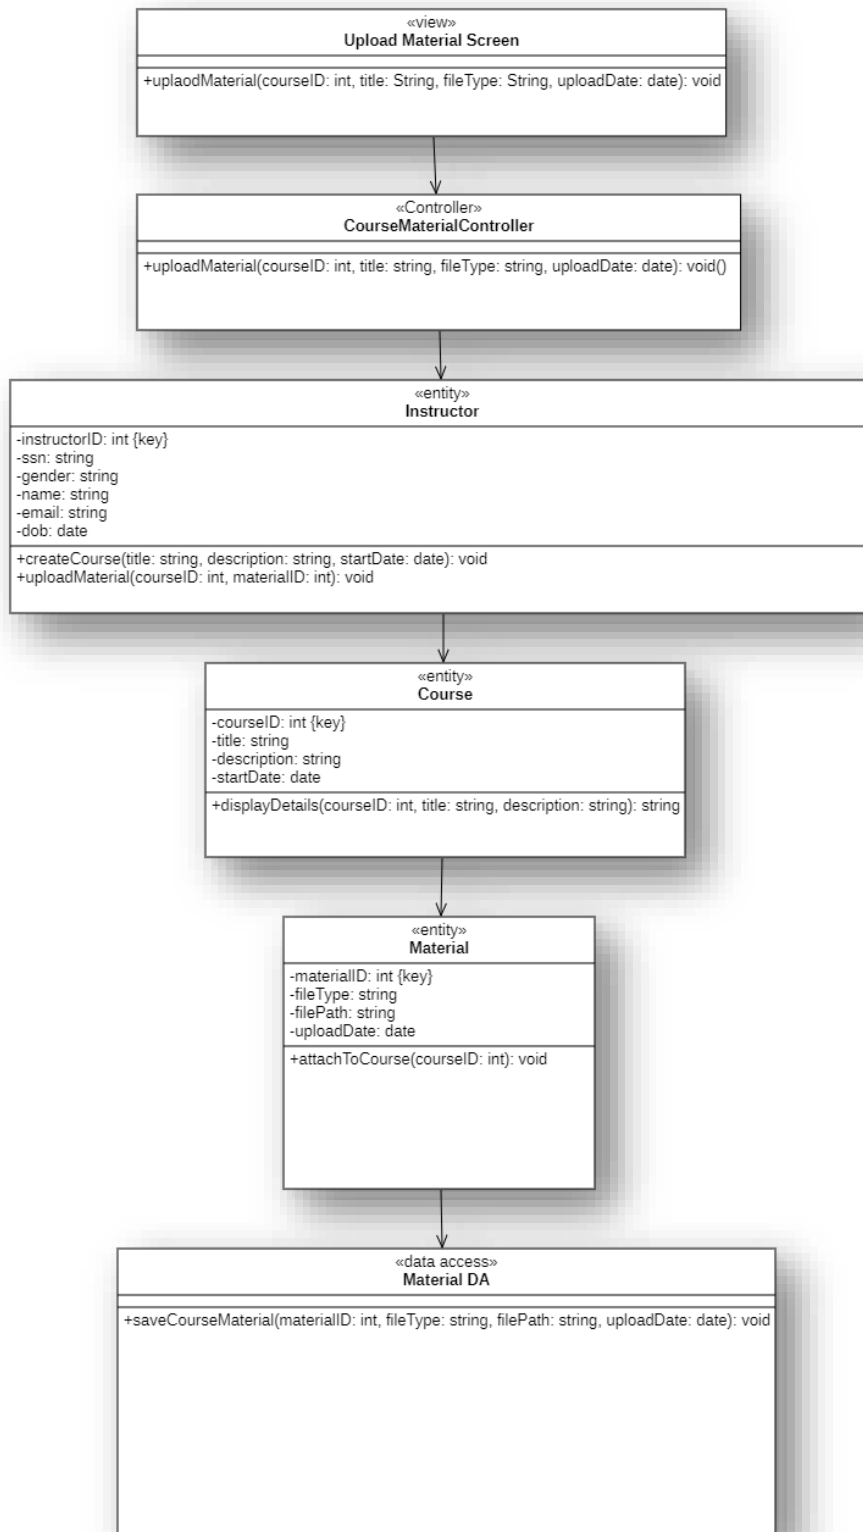 «view»
Upload Material Screen
+uplaodMaterial(courseID: int, title: String, fileType: String, uploadDate: date): void
«Controller»
CourseMaterialController
+uploadMaterial(courseID: int, title: string, fileType: string, uploadDate: date): void()
«entity»
Instructor
-instructorID: int {key}
-ssn: string
-gender: string
-name: string
-email: string
-dob: date
+createCourse(title: string, description: string, startDate: date): void
+uploadMaterial(courseID: int, materialID: int): void
«entity»
Course
-courseID: int {key}
-title: string
-description: string
-startDate: date
+displayDetails(courseID: int, title: string, description: string): string
«entity»
Material
-materialID: int {key}
-fileType: string
-filePath: string
-uploadDate: date
+attachToCourse(courseID: int): void
«data access»
Material DA
+saveCourseMaterial(materialID: int, fileType: string, filePath: string, uploadDate: date): void